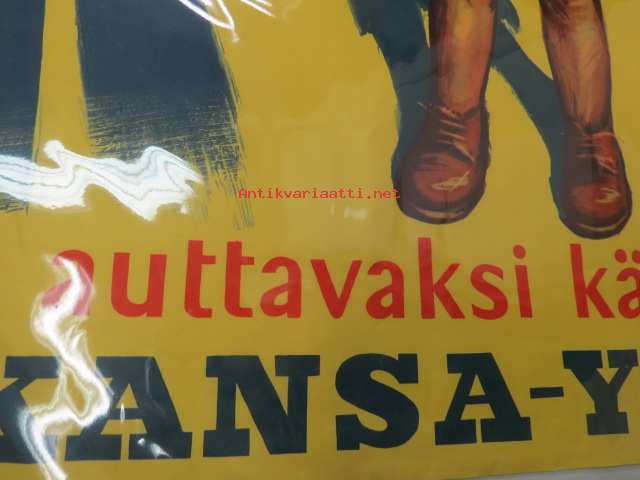 Antikvariaatti.net
auttavaksi kä
KANSA-Y